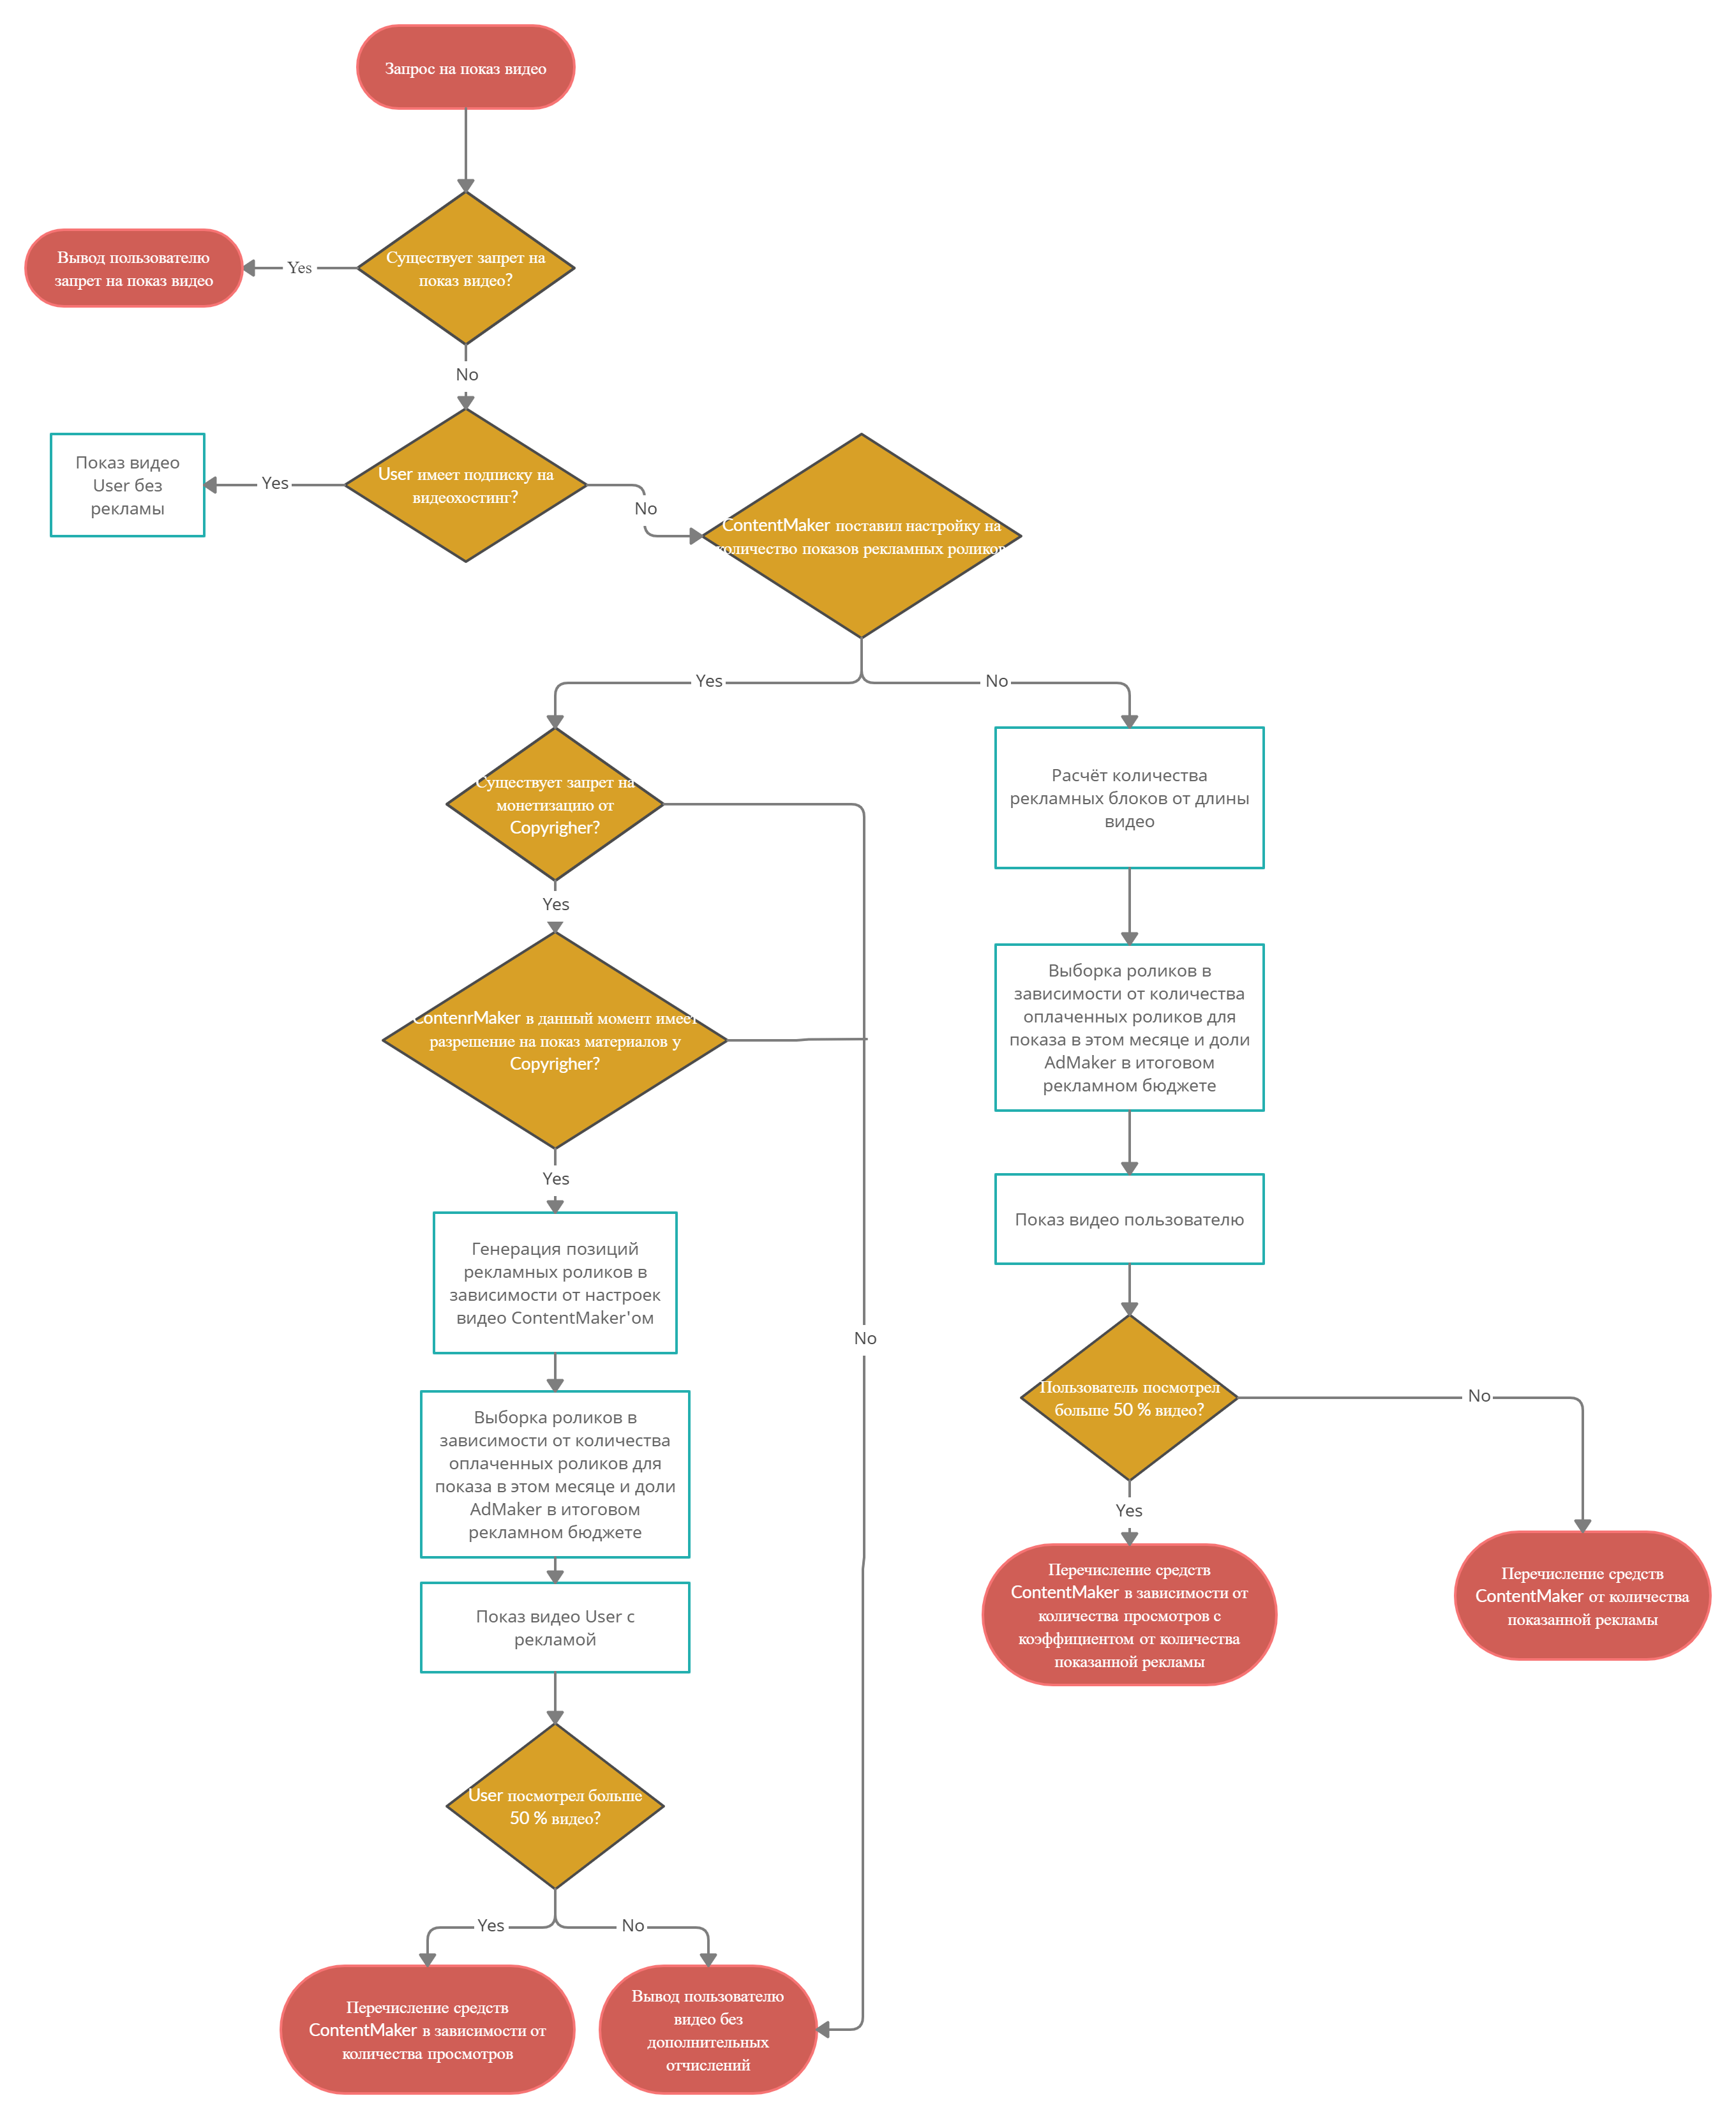 Запрос на показ видео
Существует запрет на
показ видео?
Yes
Вывод пользователю
запрет на показ видео
No
User имеет подписку на
видеохостинг?
Yes
Показ видео
User без
рекламы
No
ContentMaker поставил настройку на
количество показов рекламных роликов
Yes
No
Существует запрет на
монетизацию от
Copyrigher?
Yes
ContenrMaker в данный момент имеет
разрешение на показ материалов у
Copyrigher?
Yes
Генерация позиций
рекламных роликов в
зависимости от настроек
видео ContentMaker'ом
Выборка роликов в
зависимости от количества
оплаченных роликов для
показа в этом месяце и доли
AdMaker в итоговом
рекламном бюджете
Показ видео User с
рекламой
User посмотрел больше
50 % видео?
Yes
No
Перечисление средств
ContentMaker в зависимости от
количества просмотров
Вывод пользователю
видео без
дополнительных
отчислений
No
Расчёт количества
рекламных блоков от длины
видео
Выборка роликов в
зависимости от количества
оплаченных роликов для
показа в этом месяце и доли
AdMaker в итоговом
рекламном бюджете
Показ видео пользователю
Пользователь посмотрел
больше 50 % видео?
No
Yes
Перечисление средств
ContentMaker в зависимости от
количества просмотров с
коэффициентом от количества
показанной рекламы
Перечисление средств
ContentMaker от количества
показанной рекламы